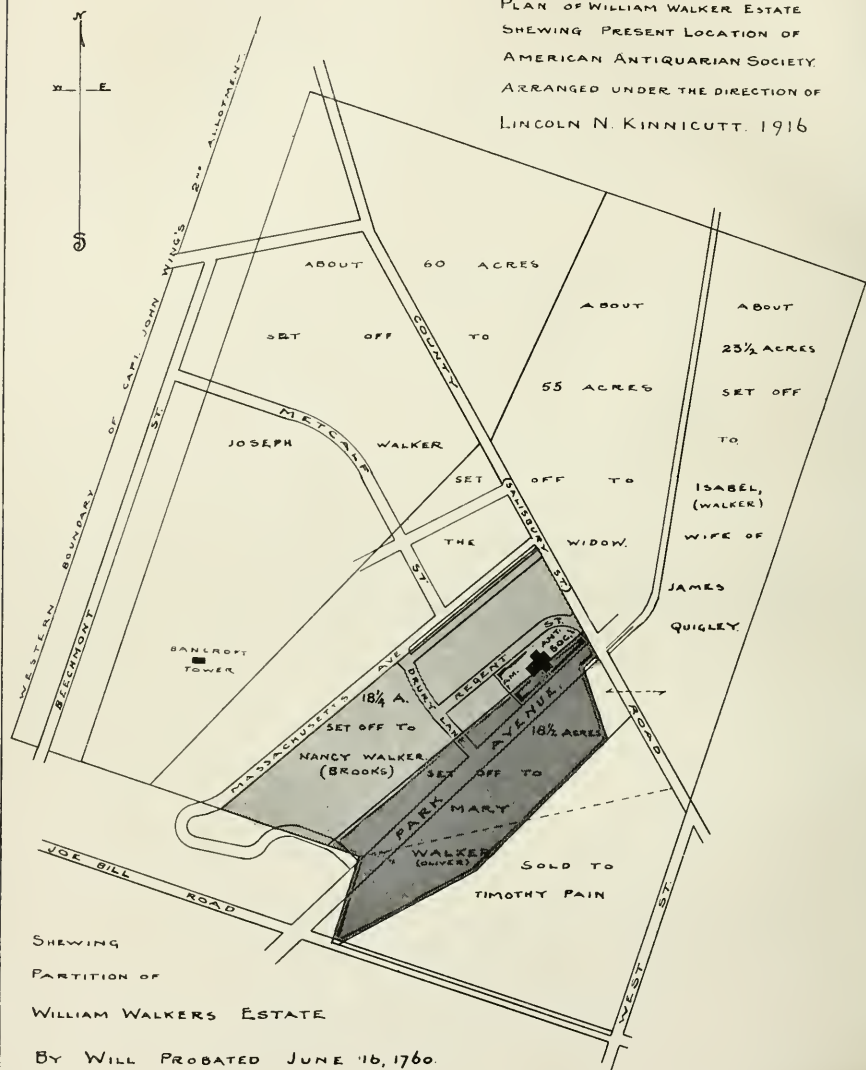 PLAN OF WILLIAM WALKER ESTATE
SHEWING PRESENT LOCATION OF
AMERICAN ANTIQUARIAN SOCIETY.
ARRANGED UNDER THE DIRECTION OF
LINCOLN N. KINNICUTT. 1916
N
W E
S
WESTERN BOUNDARY OF CAPT. JOHN WING'S 2ND ALLOTMENT
BEECHMONT ST.
ABOUT 60 ACRES
SET OFF TO
JOSEPH WALKER
METCALF ST.
COUNTY ROAD
(SALISBURY ST.)
ABOUT
55 ACRES
SET OFF TO
THE WIDOW.
ABOUT
23½ ACRES
SET OFF
TO
ISABEL,
(WALKER)
WIFE OF
JAMES
QUIGLEY.
BANCROFT
TOWER
MASSACHUSETTS AVE
REGENT ST.
DRURY LANE
AM. ANT. SOC.
PARK AVENUE.
18¼ A.
SET OFF TO
NANCY WALKER
(BROOKS)
18½ ACRES
SET OFF TO
MARY
WALKER
(OLIVER)
SOLD TO
TIMOTHY PAIN
JOE BILL ROAD
WEST ST.
SHEWING
PARTITION OF
WILLIAM WALKERS ESTATE
BY WILL PROBATED JUNE 16, 1760.